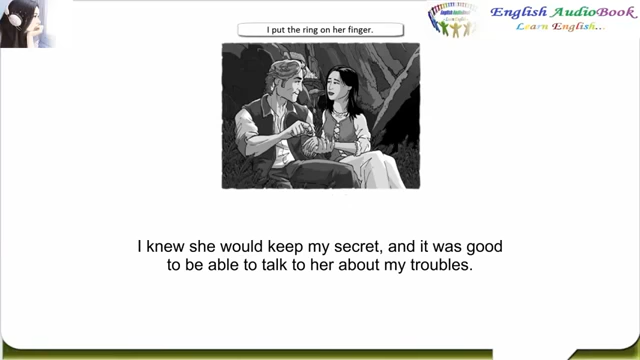 I put the ring on her finger.
English AudioBook
Learn English...
I knew she would keep my secret, and it was good
to be able to talk to her about my troubles.